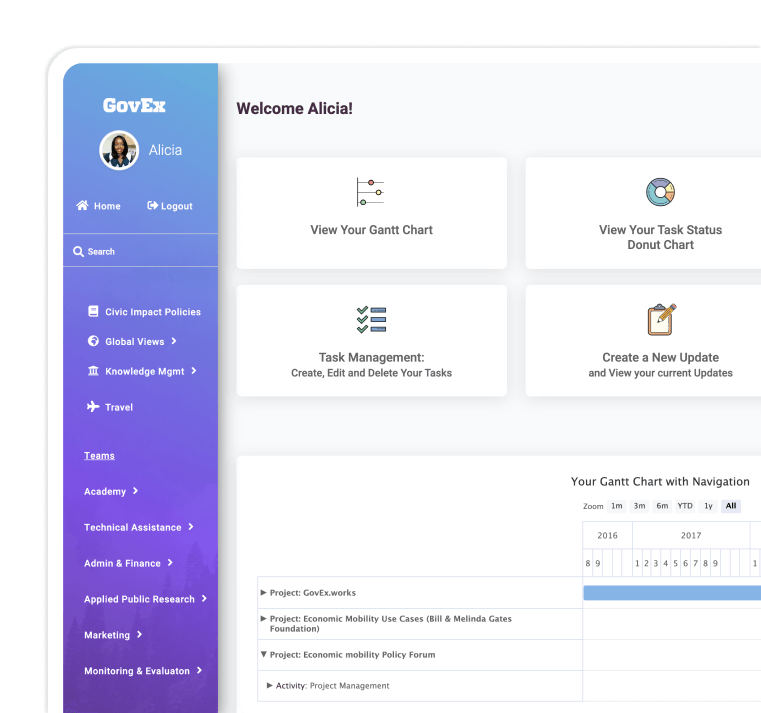 GovEx
Alicia
Home
Logout
Search
Civic Impact Policies
Global Views
Knowledge Mgmt
Travel
Teams
Academy
Technical Assistance
Admin & Finance
Applied Public Research
Marketing
Monitoring & Evaluaton
Welcome Alicia!
View Your Gantt Chart
View Your Task Status
Donut Chart
Task Management:
Create, Edit and Delete Your Tasks
Create a New Update
and View your current Updates
Your Gantt Chart with Navigation
Zoom 1m 3m 6m YTD 1y All
2016 2017
8 9 1 2 3 4 5 6 7 8 9 1
Project: GovEx.works
Project: Economic Mobility Use Cases (Bill & Melinda Gates
Foundation)
Project: Economic mobility Policy Forum
Activity: Project Management